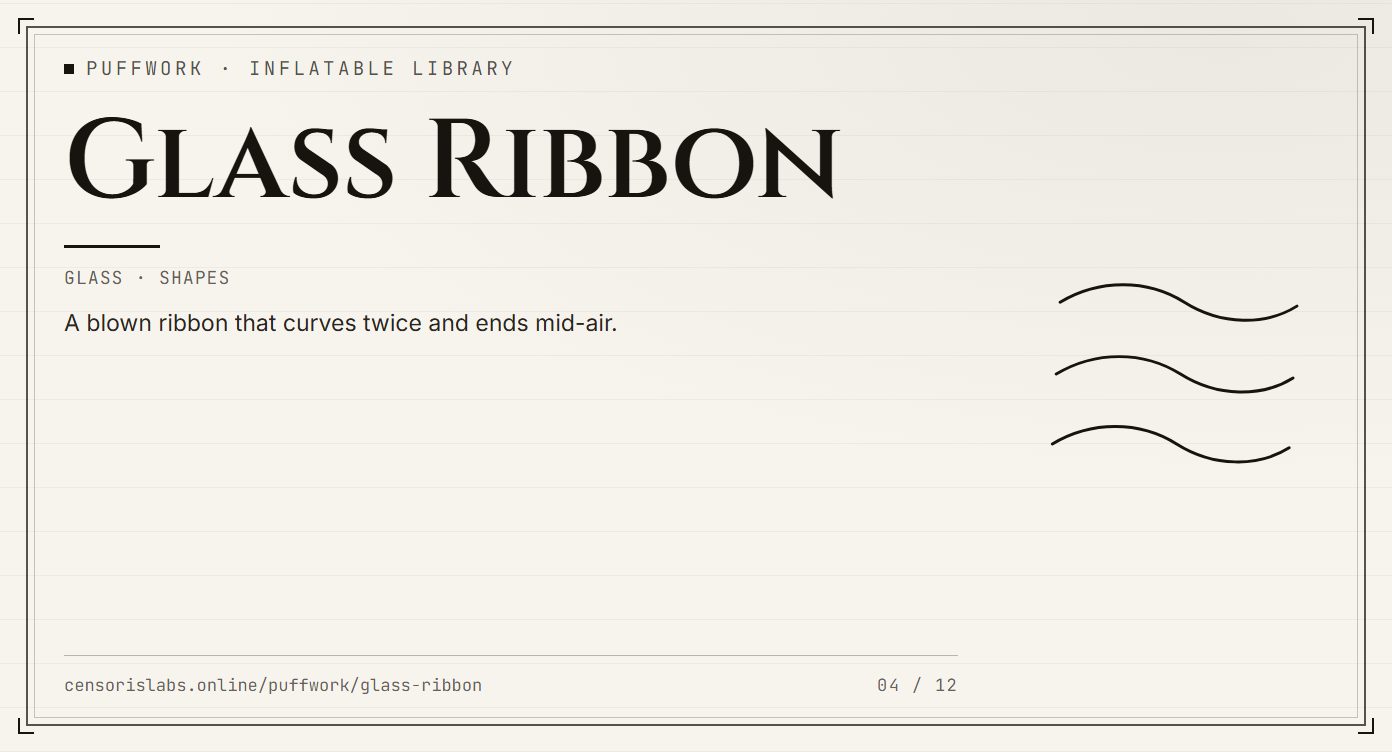 PUFFWORK · INFLATABLE LIBRARY
Glass Ribbon
GLASS · SHAPES
A blown ribbon that curves twice and ends mid-air.
censorislabs.online/puffwork/glass-ribbon
04 / 12